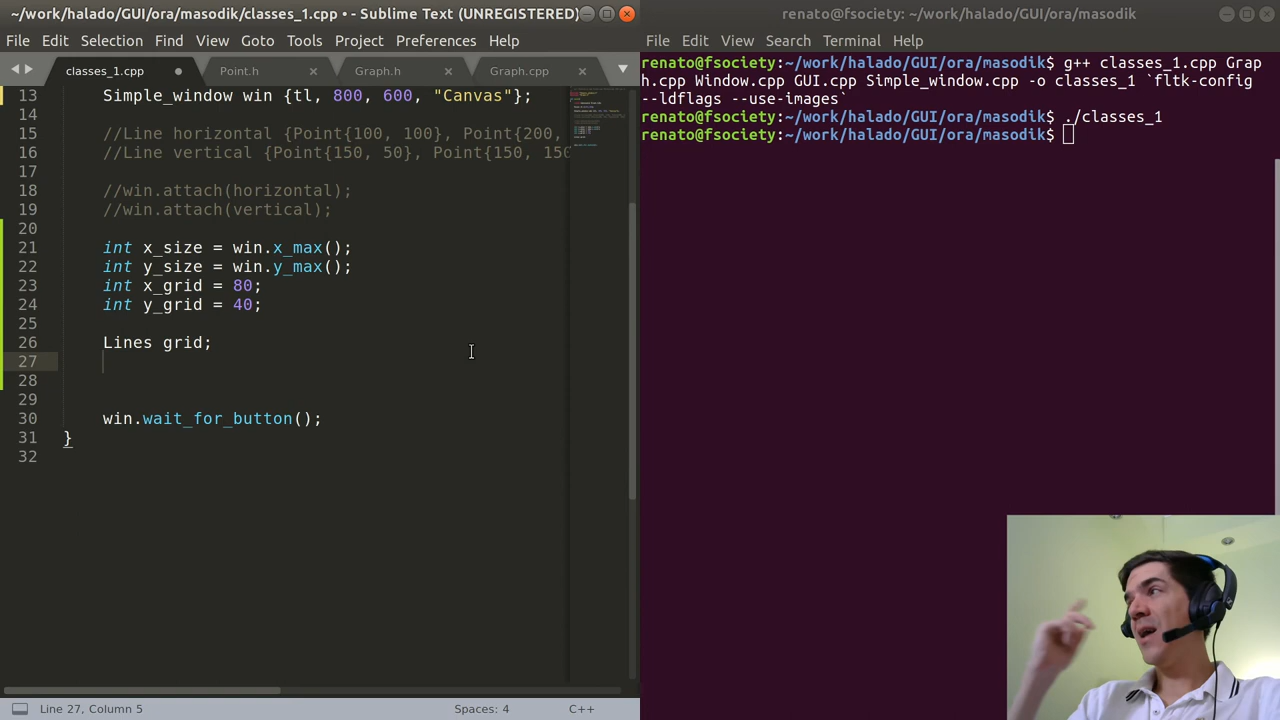 ~/work/halado/GUI/ora/masodik/classes_1.cpp • - Sublime Text (UNREGISTERED)
File Edit Selection Find View Goto Tools Project Preferences Help
classes_1.cpp Point.h Graph.h Graph.cpp
13 Simple_window win {tl, 800, 600, "Canvas"};
14
15 //Line horizontal {Point{100, 100}, Point{200,
16 //Line vertical {Point{150, 50}, Point{150, 150
17
18 //win.attach(horizontal);
19 //win.attach(vertical);
20
21 int x_size = win.x_max();
22 int y_size = win.y_max();
23 int x_grid = 80;
24 int y_grid = 40;
25
26 Lines grid;
27
28
29
30 win.wait_for_button();
31 }
32
Line 27, Column 5 Spaces: 4 C++
renato@fsociety: ~/work/halado/GUI/ora/masodik
File Edit View Search Terminal Help
renato@fsociety:~/work/halado/GUI/ora/masodik$ g++ classes_1.cpp Grap
h.cpp Window.cpp GUI.cpp Simple_window.cpp -o classes_1 `fltk-config
--ldflags --use-images`
renato@fsociety:~/work/halado/GUI/ora/masodik$ ./classes_1
renato@fsociety:~/work/halado/GUI/ora/masodik$